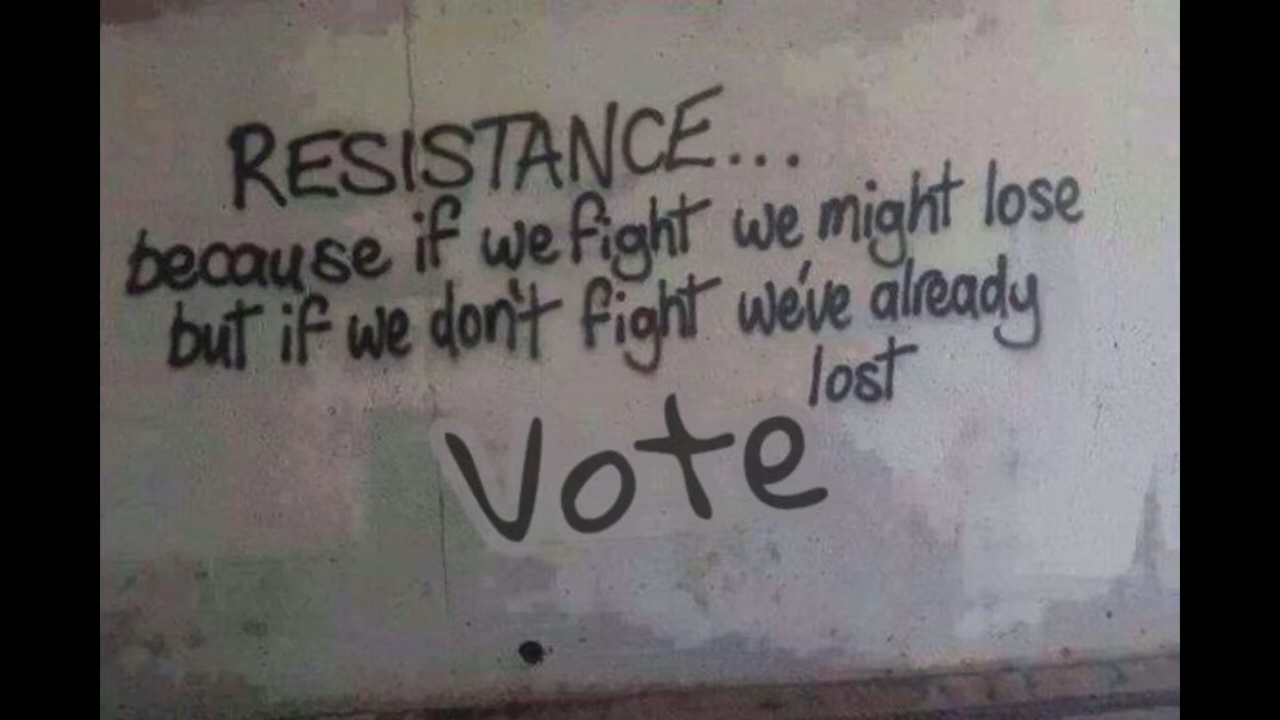 RESISTANCE...
because if we fight we might lose
but if we don't fight we've already
lost
Vote